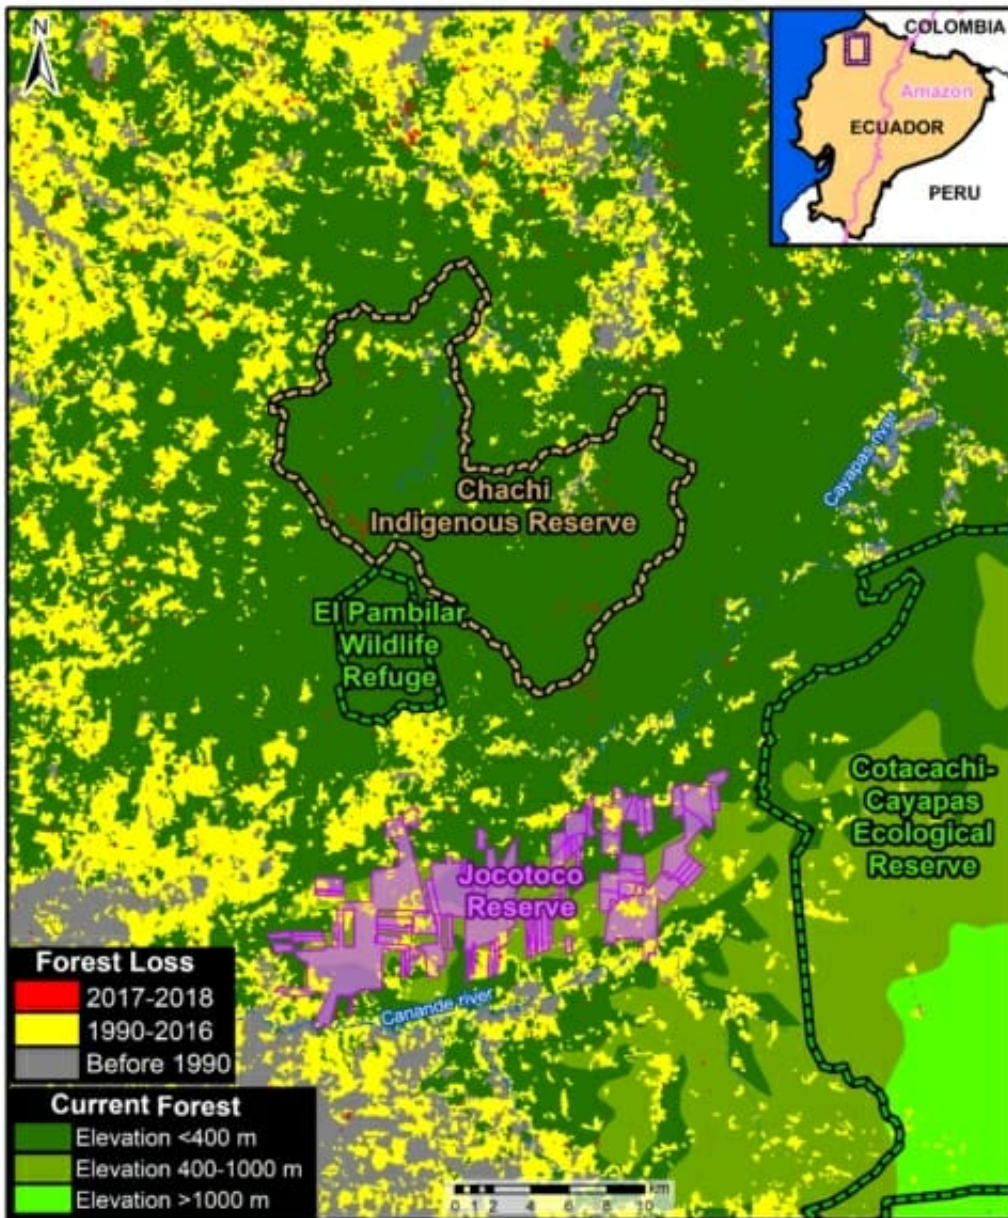 N
COLOMBIA
Amazon
ECUADOR
PERU
Cayapas river
Chachi
Indigenous Reserve
El Pambilar
Wildlife
Refuge
Cotacachi-
Cayapas
Ecological
Reserve
Jocotoco
Reserve
Canande river
Forest Loss
2017-2018
1990-2016
Before 1990
Current Forest
Elevation <400 m
Elevation 400-1000 m
Elevation >1000 m
km
0 1 2 4 6 8 10